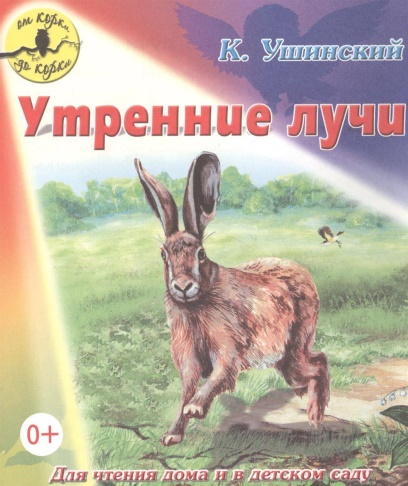 от корки
до корки
К. Ушинский
Утренние лучи
0+
Для чтения дома и в детском саду